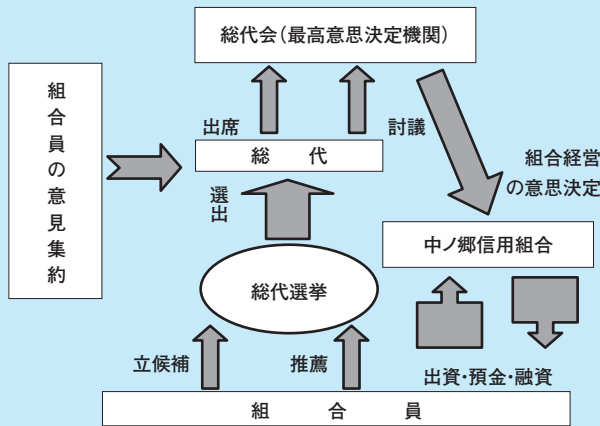 総代会（最高意思決定機関）
組合員の意見集約
出席
討議
総代
組合経営
の意思決定
選出
中ノ郷信用組合
総代選挙
立候補
推薦
出資・預金・融資
組合員